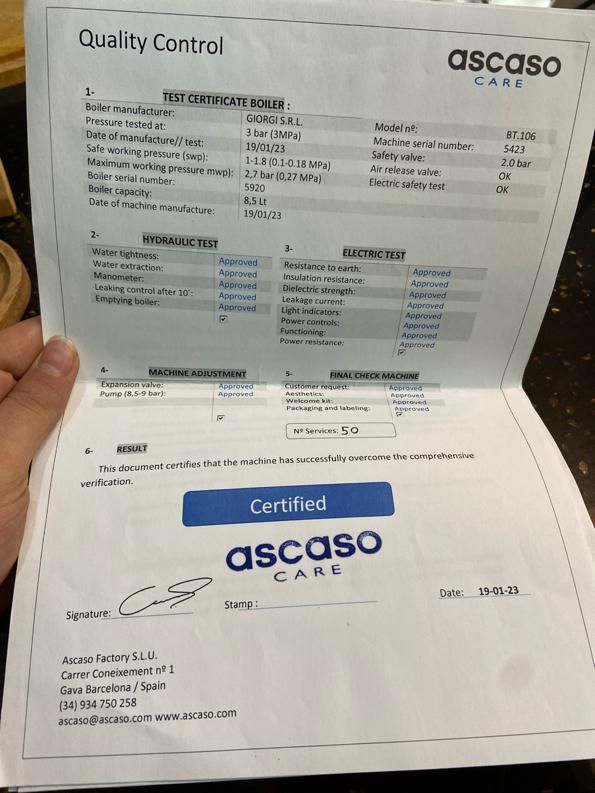 Quality Control
ascaso
CARE
1- TEST CERTIFICATE BOILER :
Boiler manufacturer: GIORGI S.R.L. Model nº: BT.106
Pressure tested at: 3 bar (3MPa) Machine serial number: 5423
Date of manufacture// test: 19/01/23 Safety valve: 2.0 bar
Safe working pressure (swp): 1-1.8 (0.1-0.18 MPa) Air release valve: OK
Maximum working pressure mwp): 2,7 bar (0,27 MPa) Electric safety test OK
Boiler serial number: 5920
Boiler capacity: 8,5 Lt
Date of machine manufacture: 19/01/23
2- HYDRAULIC TEST
Water tightness: Approved
Water extraction: Approved
Manometer: Approved
Leaking control after 10': Approved
Emptying boiler: Approved
3- ELECTRIC TEST
Resistance to earth: Approved
Insulation resistance: Approved
Dielectric strength: Approved
Leakage current: Approved
Light indicators: Approved
Power controls: Approved
Functioning: Approved
Power resistance:
4- MACHINE ADJUSTMENT
Expansion valve: Approved
Pump (8,5-9 bar): Approved
5- FINAL CHECK MACHINE
Customer request: Approved
Aesthetics: Approved
Welcome kit: Approved
Packaging and labeling: Approved
Nº Services: 50
6- RESULT
This document certifies that the machine has successfully overcome the comprehensive
verification.
Certified
ascaso
CARE
Signature:
Stamp :
Date: 19-01-23
Ascaso Factory S.L.U.
Carrer Coneixement nº 1
Gava Barcelona / Spain
(34) 934 750 258
ascaso@ascaso.com www.ascaso.com